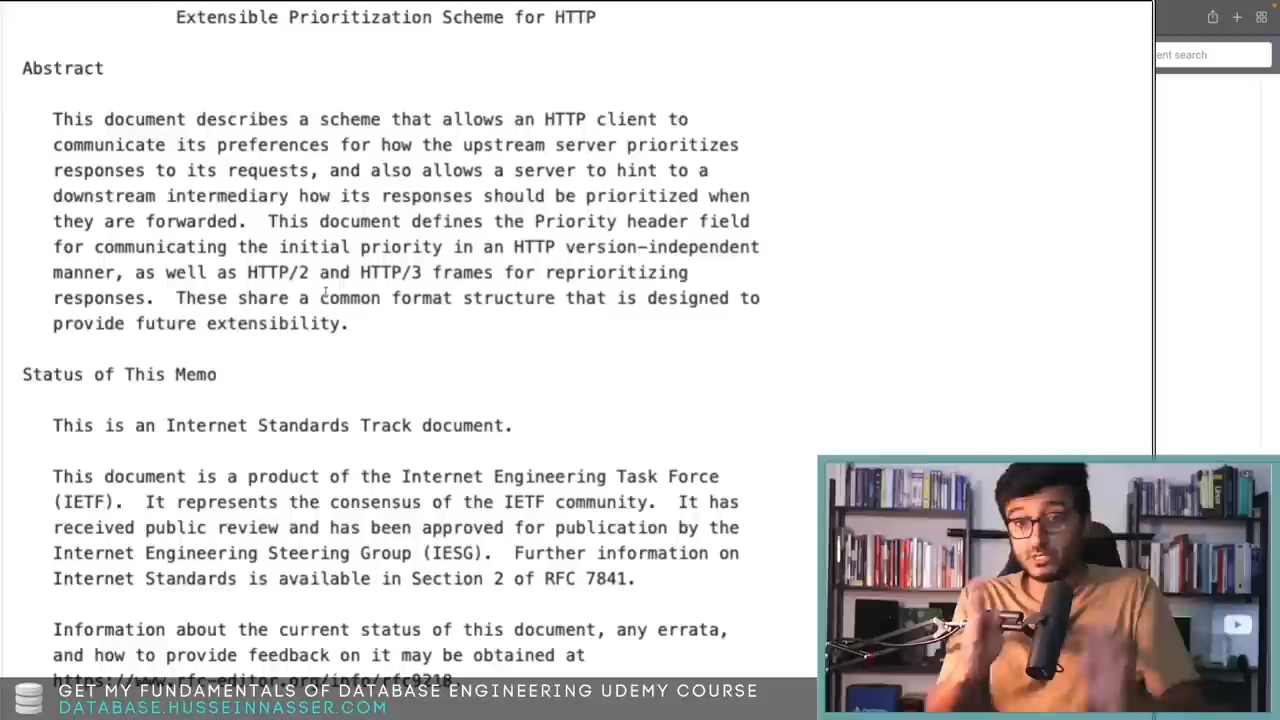 Extensible Prioritization Scheme for HTTP
Abstract
This document describes a scheme that allows an HTTP client to
communicate its preferences for how the upstream server prioritizes
responses to its requests, and also allows a server to hint to a
downstream intermediary how its responses should be prioritized when
they are forwarded.  This document defines the Priority header field
for communicating the initial priority in an HTTP version-independent
manner, as well as HTTP/2 and HTTP/3 frames for reprioritizing
responses.  These share a common format structure that is designed to
provide future extensibility.
Status of This Memo
This is an Internet Standards Track document.
This document is a product of the Internet Engineering Task Force
(IETF).  It represents the consensus of the IETF community.  It has
received public review and has been approved for publication by the
Internet Engineering Steering Group (IESG).  Further information on
Internet Standards is available in Section 2 of RFC 7841.
Information about the current status of this document, any errata,
and how to provide feedback on it may be obtained at
https://www.rfc-editor.org/info/rfc9218.
ent search
GET MY FUNDAMENTALS OF DATABASE ENGINEERING UDEMY COURSE
DATABASE.HUSSEINNASSER.COM